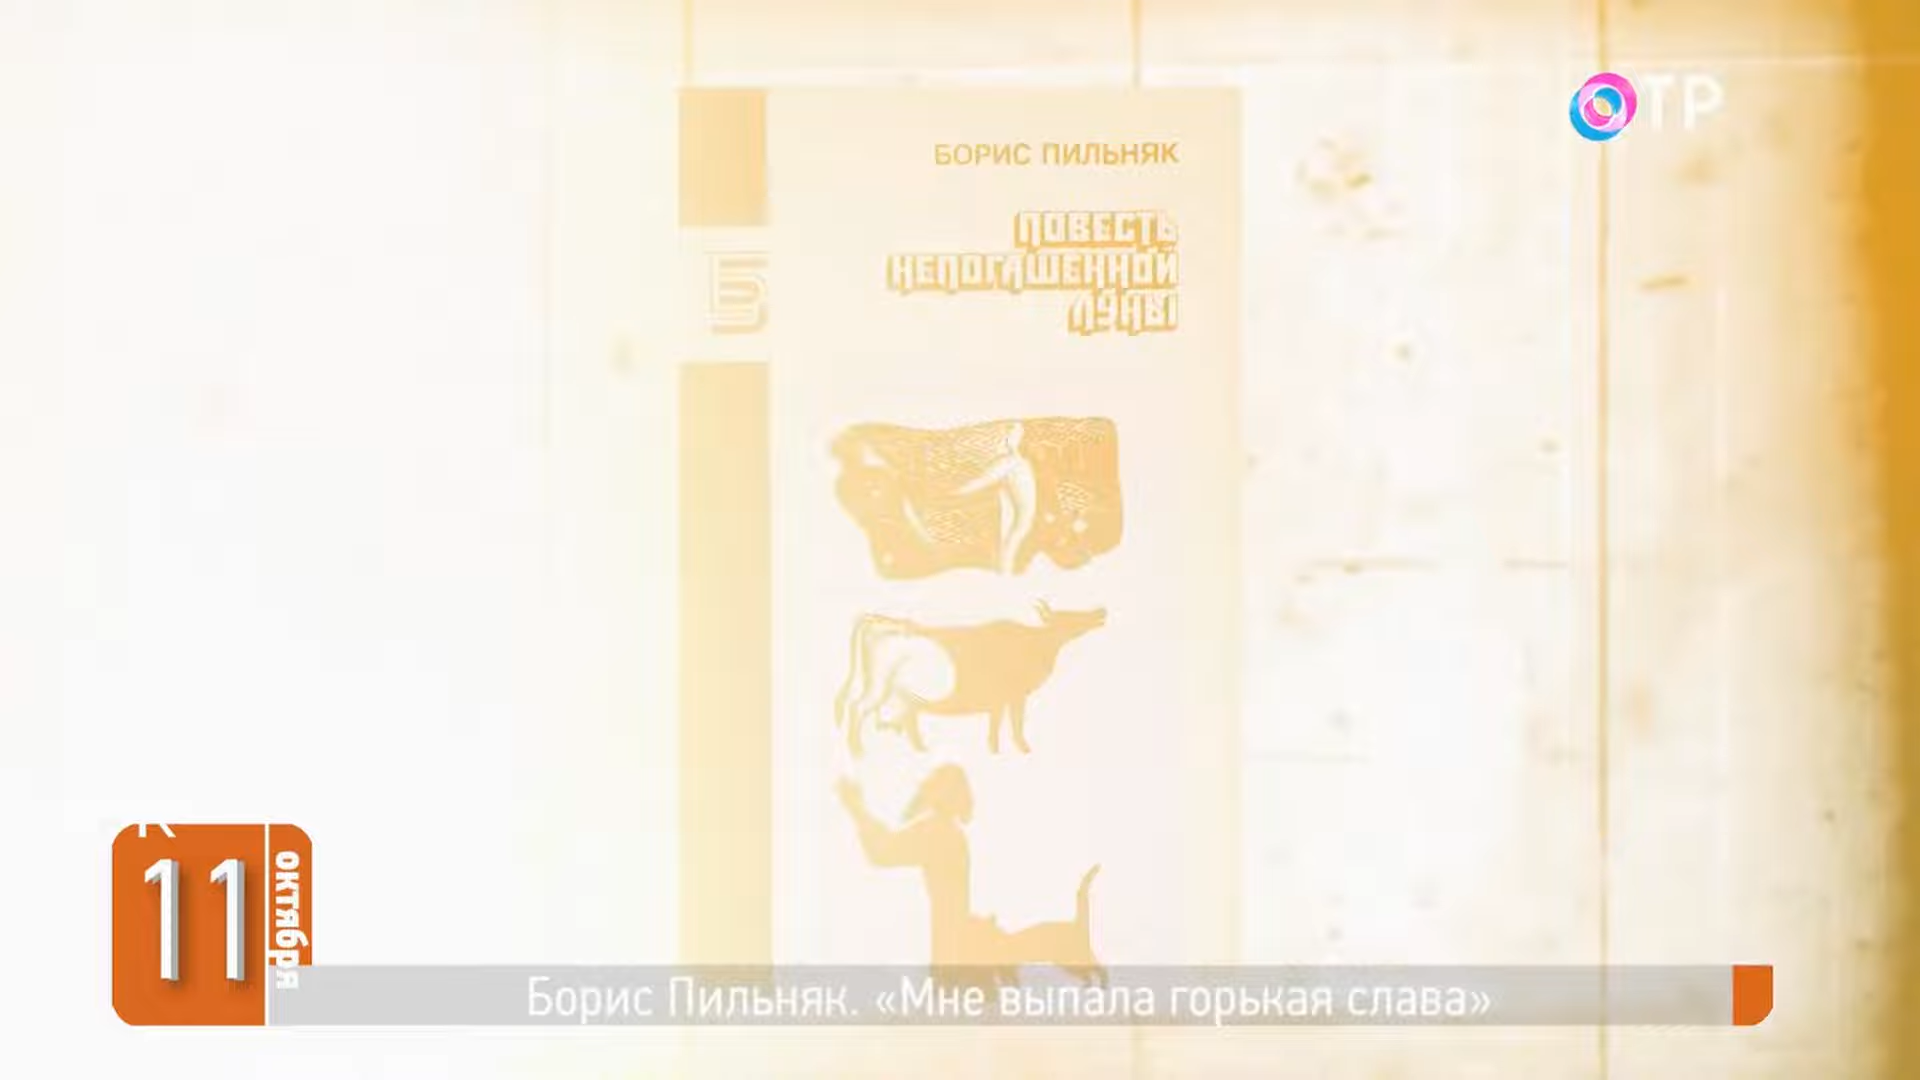 ОТР
БОРИС ПИЛЬНЯК
ПОВЕСТЬ
НЕПОГАШЕННОЙ
ЛУНЫ
Б
11
октября
Борис Пильняк. «Мне выпала горькая слава»